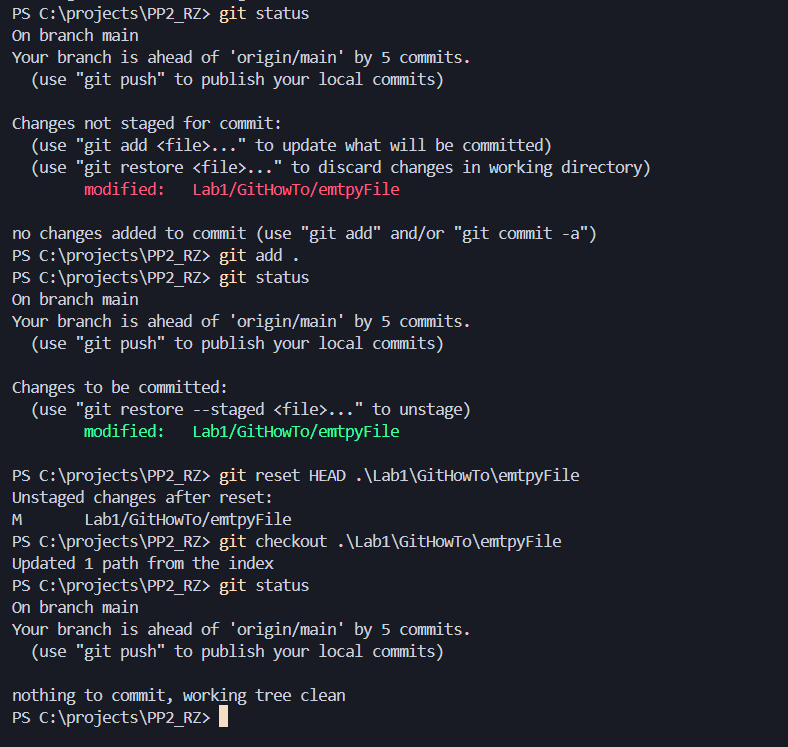 PS C:\projects\PP2_RZ> git status
On branch main
Your branch is ahead of 'origin/main' by 5 commits.
  (use "git push" to publish your local commits)

Changes not staged for commit:
  (use "git add <file>..." to update what will be committed)
  (use "git restore <file>..." to discard changes in working directory)
        modified:   Lab1/GitHowTo/emtpyFile

no changes added to commit (use "git add" and/or "git commit -a")
PS C:\projects\PP2_RZ> git add .
PS C:\projects\PP2_RZ> git status
On branch main
Your branch is ahead of 'origin/main' by 5 commits.
  (use "git push" to publish your local commits)

Changes to be committed:
  (use "git restore --staged <file>..." to unstage)
        modified:   Lab1/GitHowTo/emtpyFile

PS C:\projects\PP2_RZ> git reset HEAD .\Lab1\GitHowTo\emtpyFile
Unstaged changes after reset:
M       Lab1/GitHowTo/emtpyFile
PS C:\projects\PP2_RZ> git checkout .\Lab1\GitHowTo\emtpyFile
Updated 1 path from the index
PS C:\projects\PP2_RZ> git status
On branch main
Your branch is ahead of 'origin/main' by 5 commits.
  (use "git push" to publish your local commits)

nothing to commit, working tree clean
PS C:\projects\PP2_RZ>